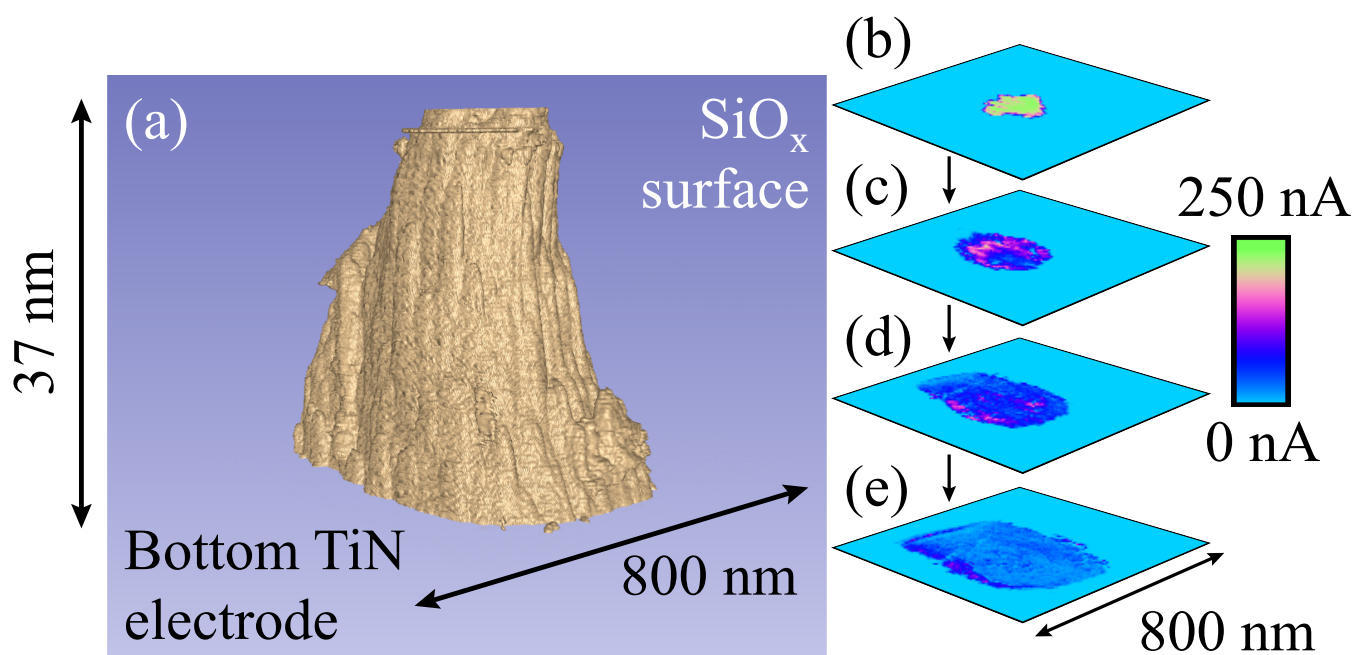 (a)
SiOx
surface
37 nm
Bottom TiN
electrode
800 nm
(b)
(c)
(d)
(e)
250 nA
0 nA
800 nm